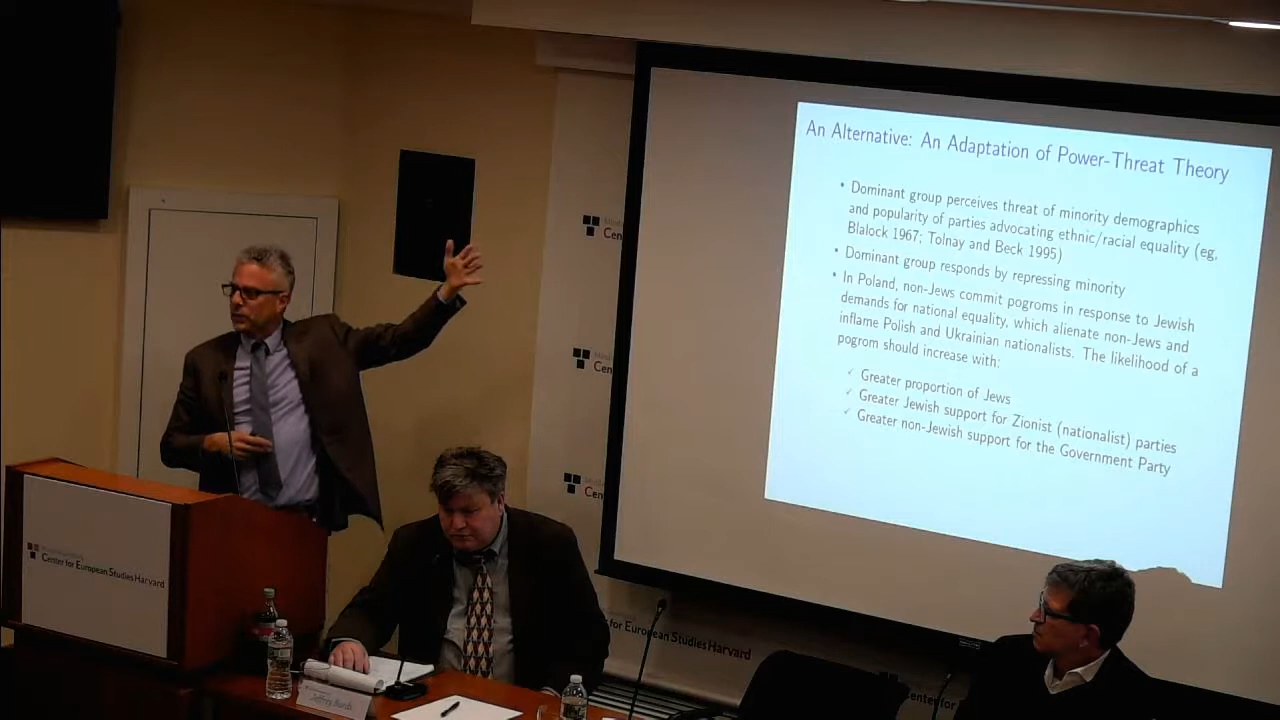 An Alternative: An Adaptation of Power-Threat Theory
• Dominant group perceives threat of minority demographics
and popularity of parties advocating ethnic/racial equality (eg,
Blalock 1967; Tolnay and Beck 1995)
• Dominant group responds by repressing minority
• In Poland, non-Jews commit pogroms in response to Jewish
demands for national equality, which alienate non-Jews and
inflame Polish and Ukrainian nationalists. The likelihood of a
pogrom should increase with:
✓ Greater proportion of Jews
✓ Greater Jewish support for Zionist (nationalist) parties
✓ Greater non-Jewish support for the Government Party
Cen
Cen
Cen
Center for European Studies Harvard
for European Studies Harvard
Center for
Jeffrey